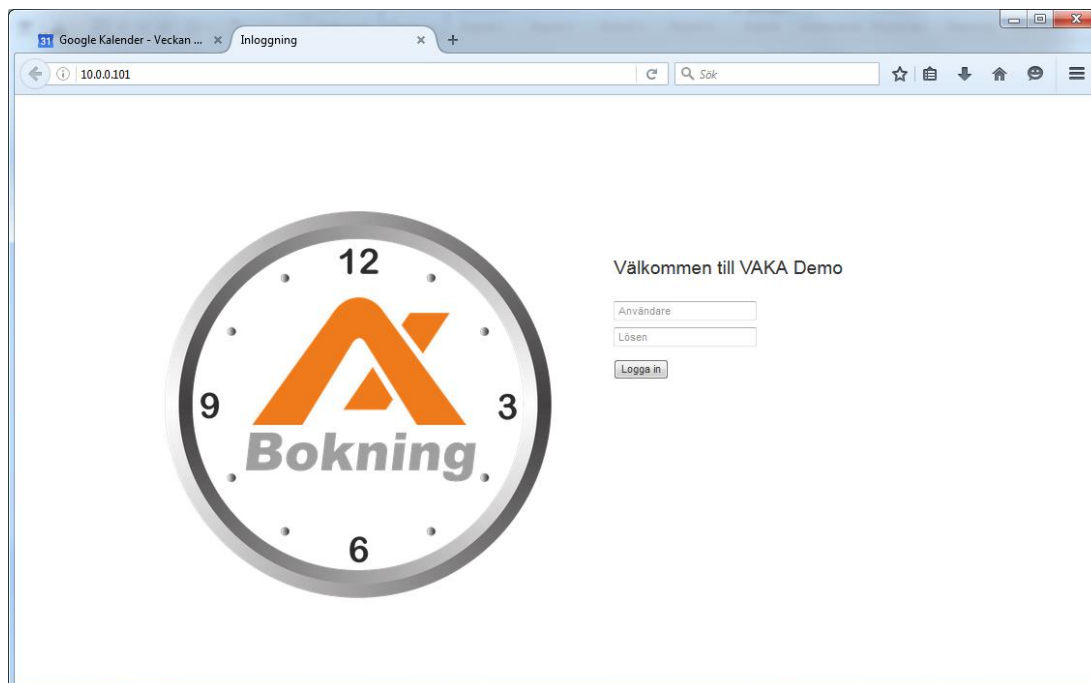 31 Google Kalender - Veckan ...
Inloggning
10.0.0.101
Sök
12
9
3
6
Bokning
Välkommen till VAKA Demo
Användare
Lösen
Logga in